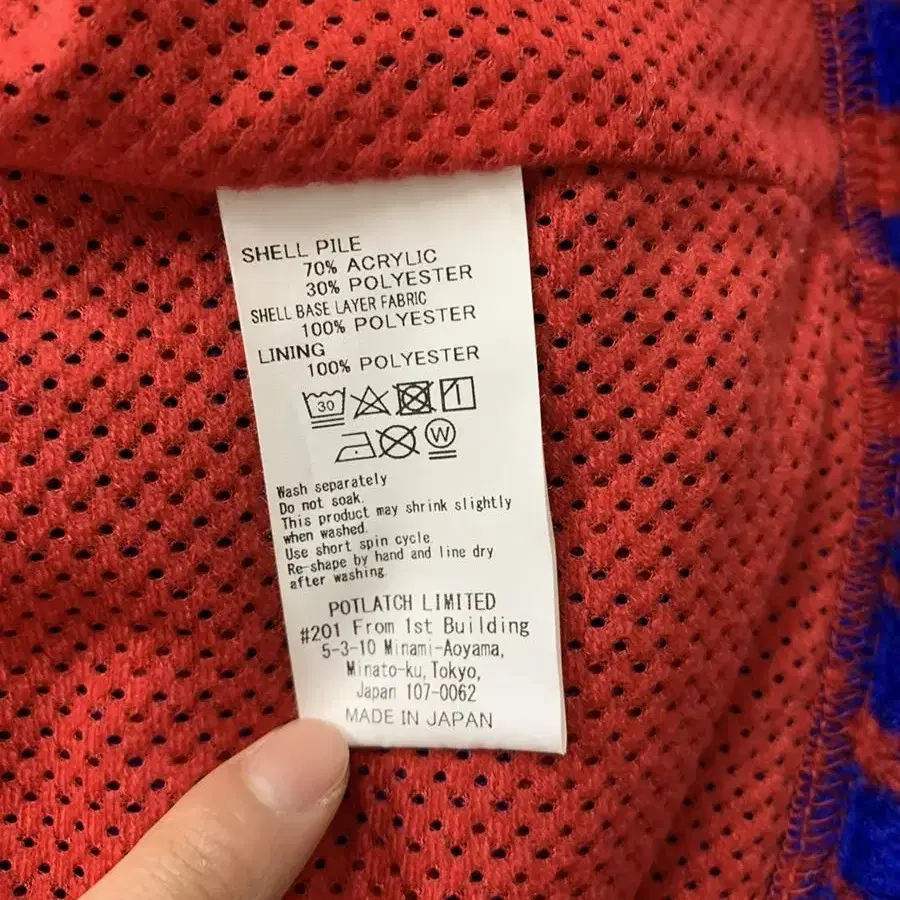 SHELL PILE
70% ACRYLIC
30% POLYESTER
SHELL BASE LAYER FABRIC
100% POLYESTER
LINING
100% POLYESTER
30
W
Wash separately
Do not soak.
This product may shrink slightly
when washed.
Use short spin cycle.
Re-shape by hand and line dry
after washing.
POTLATCH LIMITED
#201 From 1st Building
5-3-10 Minami-Aoyama,
Minato-ku,Tokyo,
Japan 107-0062
MADE IN JAPAN